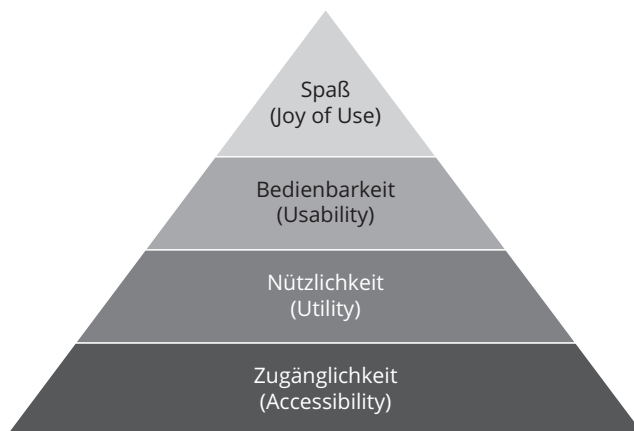 Spaß
(Joy of Use)
Bedienbarkeit
(Usability)
Nützlichkeit
(Utility)
Zugänglichkeit
(Accessibility)